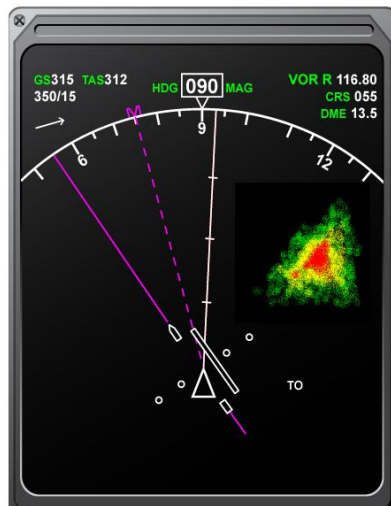 GS315 TAS312
350/15
HDG 090 MAG
VOR R 116.80
CRS 055
DME 13.5
6
9
12
TO